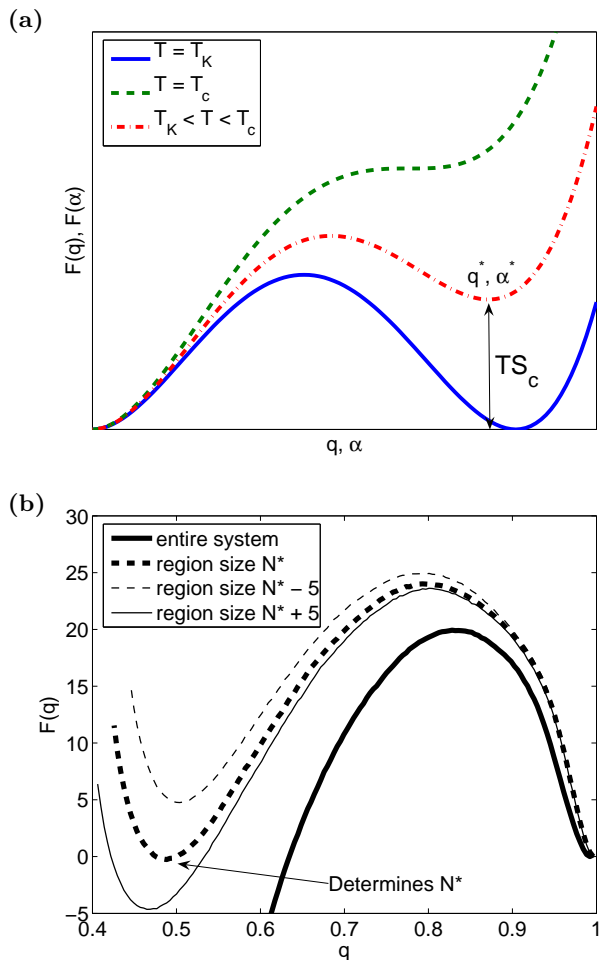 (a)
T = T_K
T = T_c
T_K < T < T_c
F(q), F(α)
q*, α*
TS_c
q, α
(b)
30
25
20
15
10
5
0
−5
entire system
region size N*
region size N* − 5
region size N* + 5
F(q)
Determines N*
0.4 0.5 0.6 0.7 0.8 0.9 1
q